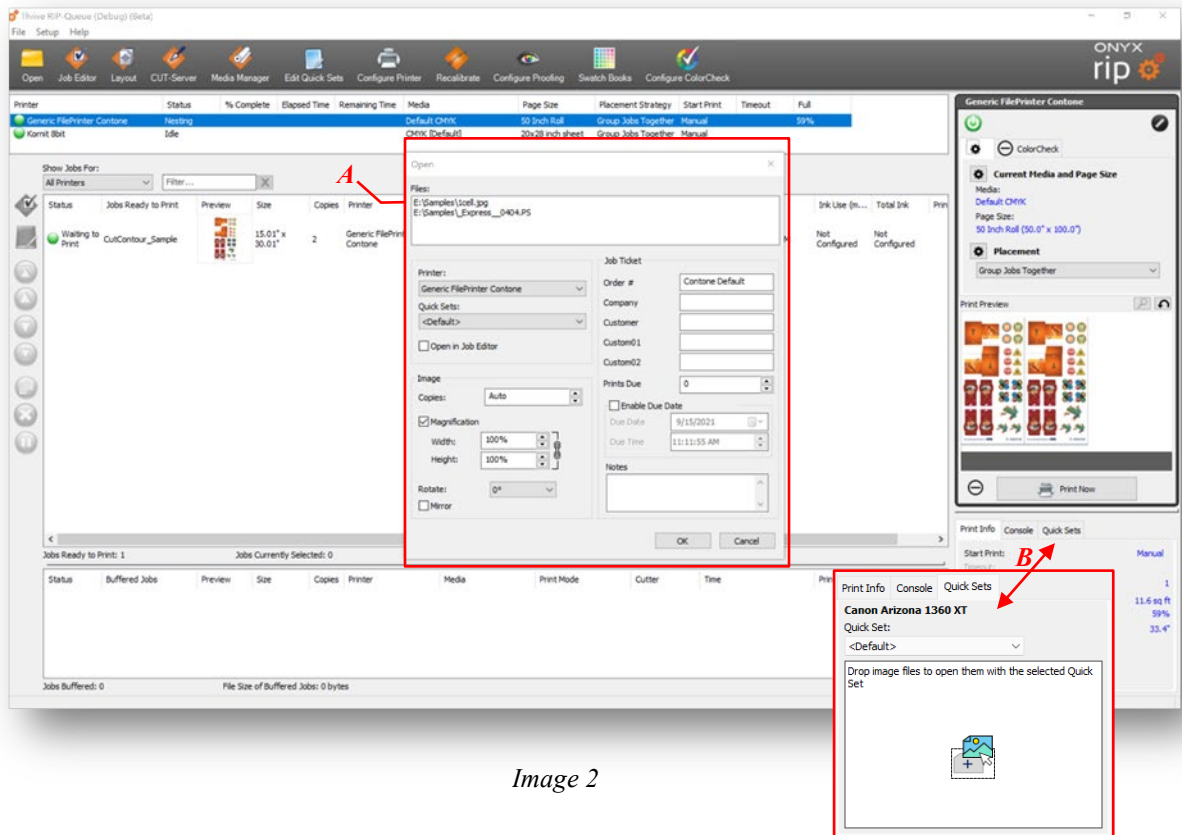 Thrive RIP-Queue (Debug) (Beta)
File Setup Help
Open Job Editor Layout CUT-Server Media Manager Edit Quick Sets Configure Printer Recalibrate Configure Proofing Swatch Books Configure ColorCheck
ONYX
rip
Printer Status % Complete Elapsed Time Remaining Time Media Page Size Placement Strategy Start Print Timeout Full
Generic FilePrinter Contone Nesting Default CMYK 50 Inch Roll Group Jobs Together Manual 59%
Kornit 8bit Idle CMYK [Default] 20x28 inch sheet Group Jobs Together Manual
Show Jobs For:
All Printers Filter... X
Status Jobs Ready to Print Preview Size Copies Printer Ink Use (m... Total Ink Prin
Waiting to Print CutContour_Sample 15.01" x 30.01" 2 Generic FilePrin Contone Not Configured Not Configured
A
Open
Files:
E:\Samples\1cell.jpg
E:\Samples\_Express__0404.PS
Printer:
Generic FilePrinter Contone
Quick Sets:
<Default>
Open in Job Editor
Image
Copies: Auto
Magnification
Width: 100%
Height: 100%
Rotate: 0°
Mirror
Job Ticket
Order # Contone Default
Company
Customer
Custom01
Custom02
Prints Due 0
Enable Due Date
Due Date 9/15/2021
Due Time 11:11:55 AM
Notes
OK Cancel
Jobs Ready to Print: 1 Jobs Currently Selected: 0
Status Buffered Jobs Preview Size Copies Printer Media Print Mode Cutter Time Prin
Jobs Buffered: 0 File Size of Buffered Jobs: 0 bytes
Generic FilePrinter Contone
ColorCheck
Current Media and Page Size
Media:
Default CMYK
Page Size:
50 Inch Roll (50.0" x 100.0")
Placement
Group Jobs Together
Print Preview
Print Now
Print Info Console Quick Sets
Start Print: Manual
Timeout:
1
11.6 sq ft
59%
33.4"
B
Print Info Console Quick Sets
Canon Arizona 1360 XT
Quick Set:
<Default>
Drop image files to open them with the selected Quick
Set
Image 2